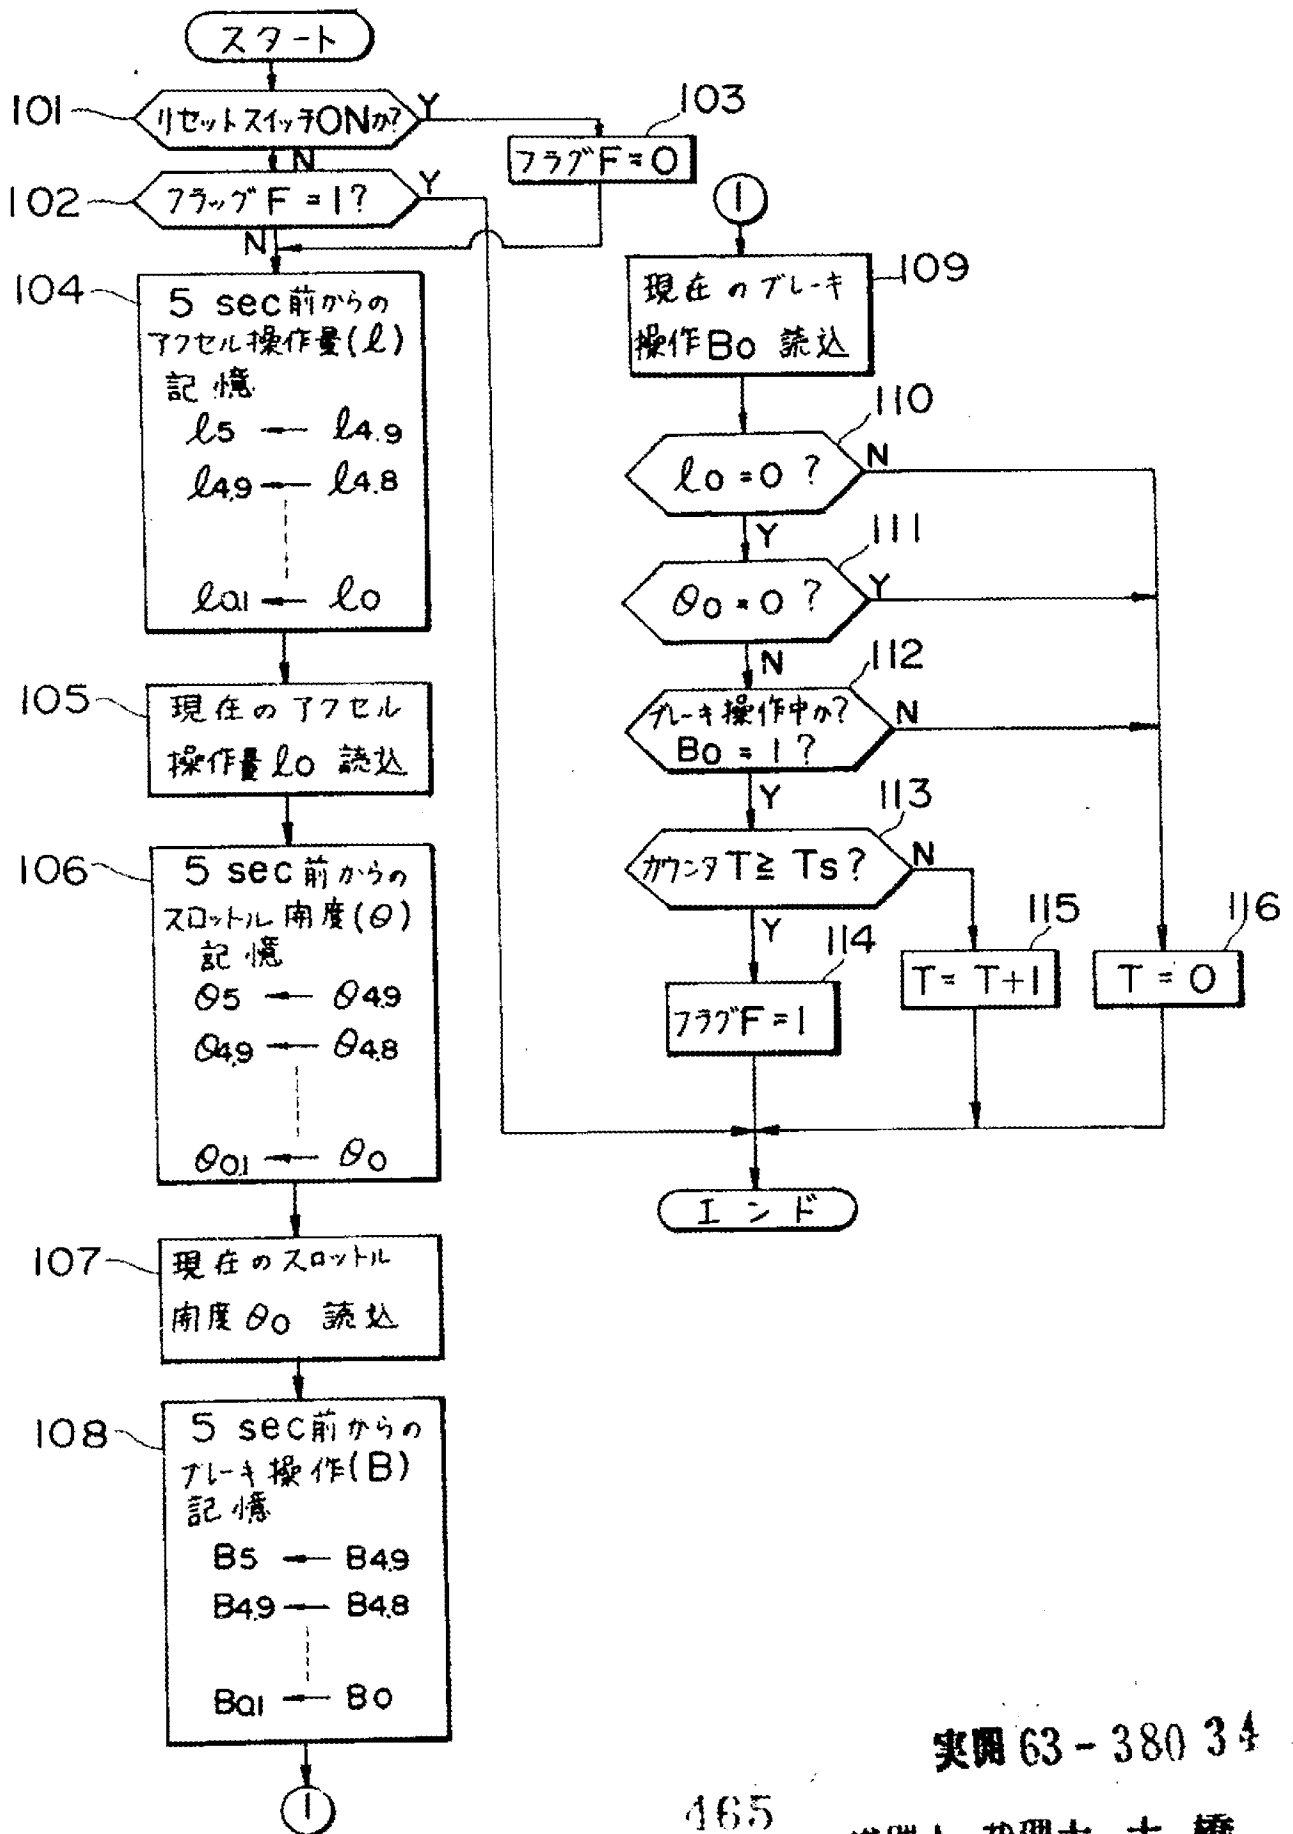 スタート
101
リセットスイッチONか?
Y
103
フラグF=0
N
102
フラッグF=1?
Y
N
104
5 sec前からの
アクセル操作量(l)
記憶
l5 ← l4.9
l4.9 ← l4.8
l0.1 ← l0
105
現在のアクセル
操作量l0 読込
106
5 sec前からの
スロットル開度(θ)
記憶
θ5 ← θ4.9
θ4.9 ← θ4.8
θ0.1 ← θ0
107
現在のスロットル
開度θ0 読込
108
5 sec前からの
ブレーキ操作(B)
記憶
B5 ← B4.9
B4.9 ← B4.8
B0.1 ← B0
1
1
109
現在のブレーキ
操作B0 読込
110
l0=0?
N
Y
111
θ0=0?
Y
N
112
ブレーキ操作中か?
B0=1?
N
Y
113
カウンタT≧Ts?
N
Y
114
フラグF=1
115
T=T+1
116
T=0
エンド
実開63-38034
465